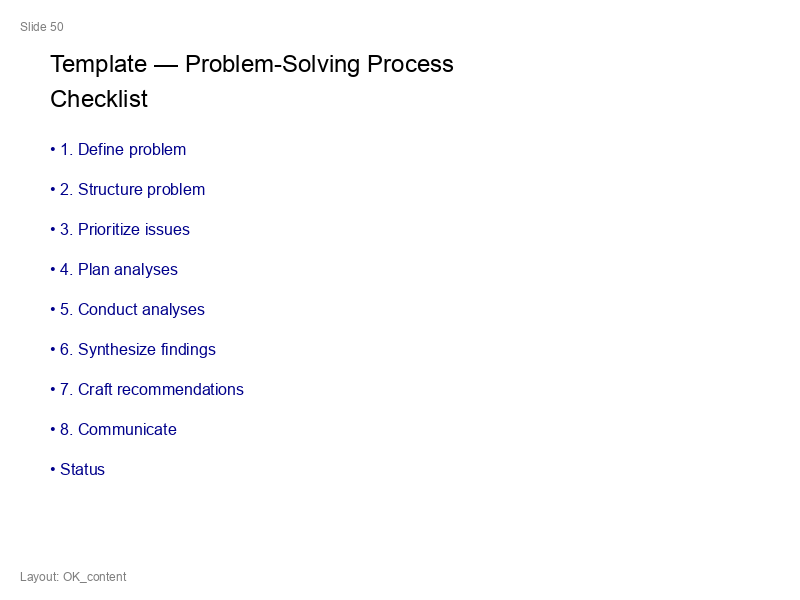 Slide 50
Template — Problem-Solving Process
Checklist
• 1. Define problem
• 2. Structure problem
• 3. Prioritize issues
• 4. Plan analyses
• 5. Conduct analyses
• 6. Synthesize findings
• 7. Craft recommendations
• 8. Communicate
• Status
Layout: OK_content